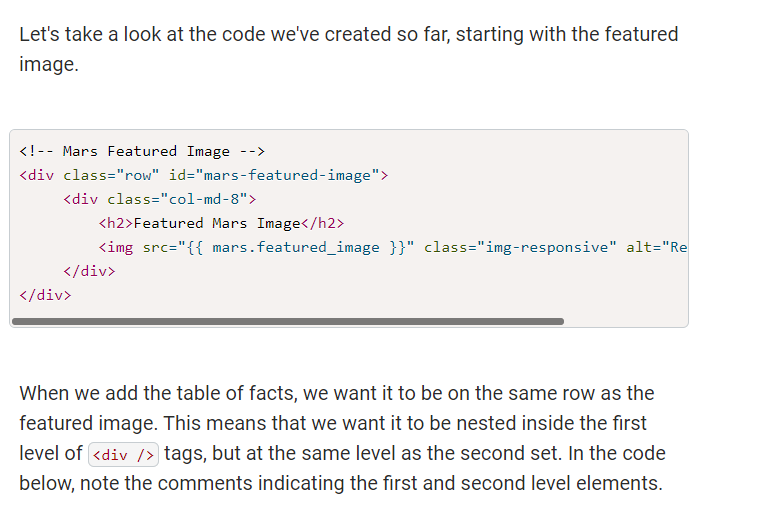 Let's take a look at the code we've created so far, starting with the featured
image.
<!-- Mars Featured Image -->
<div class="row" id="mars-featured-image">
<div class="col-md-8">
<h2>Featured Mars Image</h2>
<img src="{{ mars.featured_image }}" class="img-responsive" alt="Re
</div>
</div>
When we add the table of facts, we want it to be on the same row as the
featured image. This means that we want it to be nested inside the first
level of <div /> tags, but at the same level as the second set. In the code
below, note the comments indicating the first and second level elements.